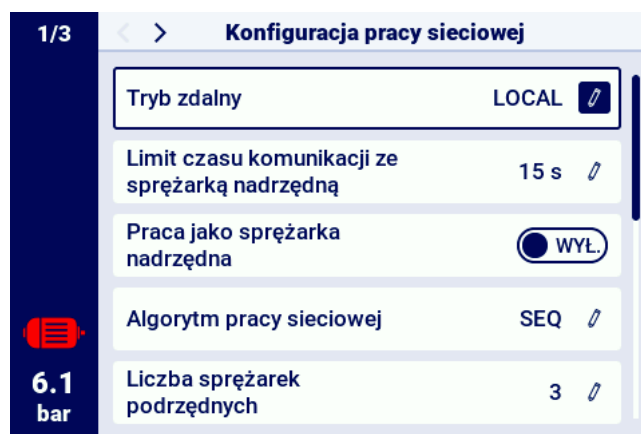 1/3
Konfiguracja pracy sieciowej
Tryb zdalny LOCAL
Limit czasu komunikacji ze
sprężarką nadrzędną
15 s
Praca jako sprężarka
nadrzędna
WYŁ.
Algorytm pracy sieciowej SEQ
Liczba sprężarek
podrzędnych
3
6.1
bar